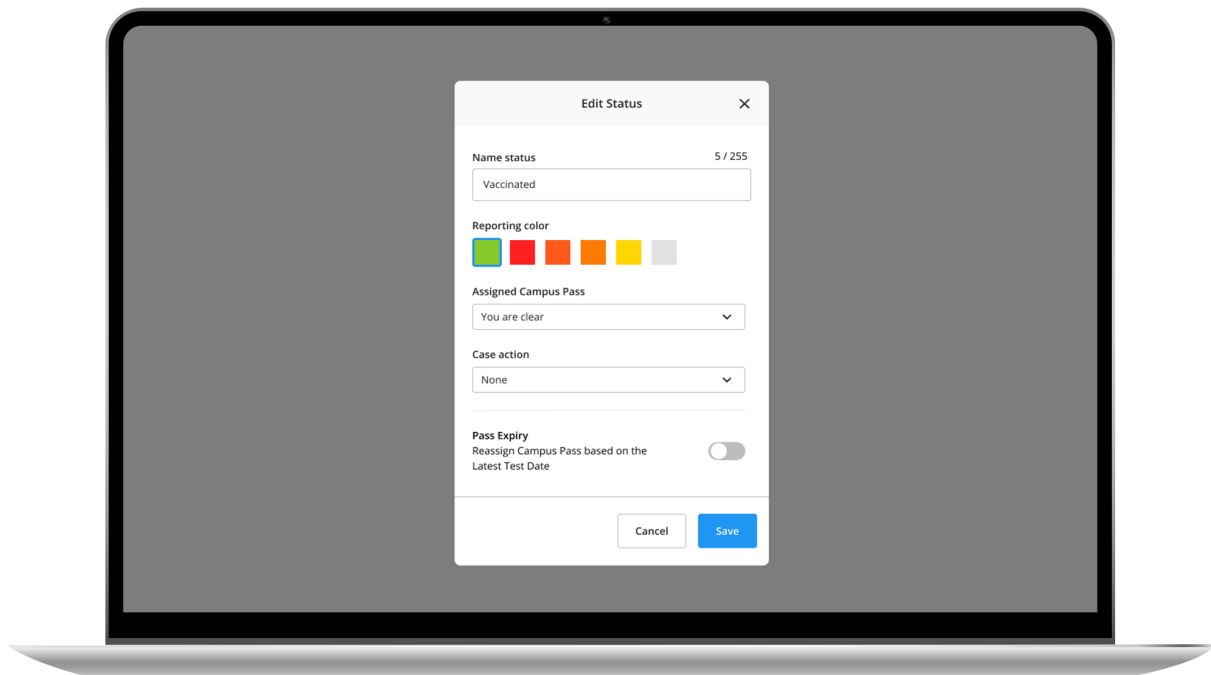 Edit Status
Name status 5 / 255
Vaccinated
Reporting color
Assigned Campus Pass
You are clear
Case action
None
Pass Expiry
Reassign Campus Pass based on the
Latest Test Date
Cancel Save